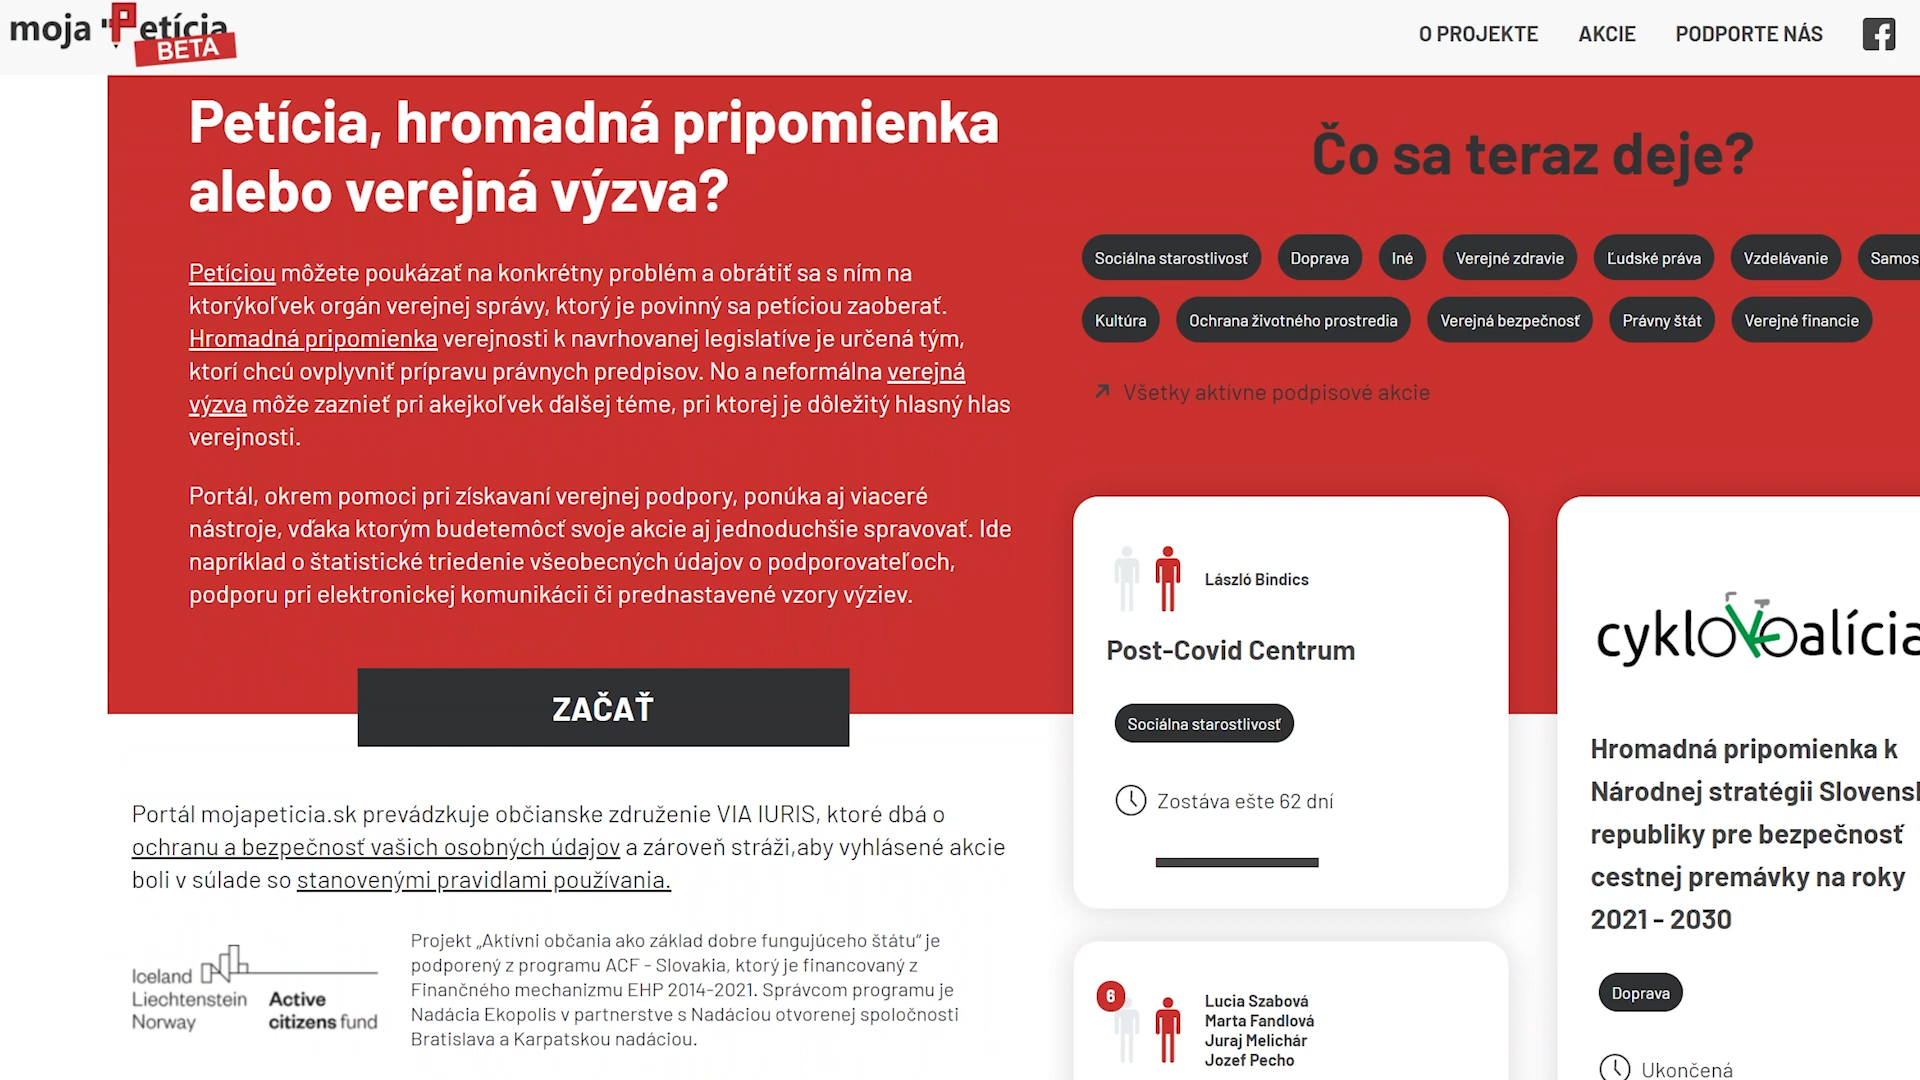 moja Petícia
BETA
O PROJEKTE
AKCIE
PODPORTE NÁS
Petícia, hromadná pripomienka
alebo verejná výzva?
Petíciou môžete poukázať na konkrétny problém a obrátiť sa s ním na
ktorýkoľvek orgán verejnej správy, ktorý je povinný sa petíciou zaoberať.
Hromadná pripomienka verejnosti k navrhovanej legislatíve je určená tým,
ktorí chcú ovplyvniť prípravu právnych predpisov. No a neformálna verejná
výzva môže zaznieť pri akejkoľvek ďalšej téme, pri ktorej je dôležitý hlasný hlas
verejnosti.
Portál, okrem pomoci pri získavaní verejnej podpory, ponúka aj viaceré
nástroje, vďaka ktorým budetemôcť svoje akcie aj jednoduchšie spravovať. Ide
napríklad o štatistické triedenie všeobecných údajov o podporovateľoch,
podporu pri elektronickej komunikácii či prednastavené vzory výziev.
ZAČAŤ
Portál mojapeticia.sk prevádzkuje občianske združenie VIA IURIS, ktoré dbá o
ochranu a bezpečnosť vašich osobných údajov a zároveň stráži,aby vyhlásené akcie
boli v súlade so stanovenými pravidlami používania.
Iceland
Liechtenstein
Norway
Active
citizens fund
Projekt „Aktívni občania ako základ dobre fungujúceho štátu“ je
podporený z programu ACF - Slovakia, ktorý je financovaný z
Finančného mechanizmu EHP 2014-2021. Správcom programu je
Nadácia Ekopolis v partnerstve s Nadáciou otvorenej spoločnosti
Bratislava a Karpatskou nadáciou.
Čo sa teraz deje?
Sociálna starostlivosť
Doprava
Iné
Verejné zdravie
Ľudské práva
Vzdelávanie
Samos
Kultúra
Ochrana životného prostredia
Verejná bezpečnosť
Právny štát
Verejné financie
Všetky aktívne podpisové akcie
László Bindics
Post-Covid Centrum
Sociálna starostlivosť
Zostáva ešte 62 dní
6
Lucia Szabová
Marta Fandlová
Juraj Melichár
Jozef Pecho
cykloKoalícia
Hromadná pripomienka k
Národnej stratégii Slovensk
republiky pre bezpečnosť
cestnej premávky na roky
2021 - 2030
Doprava
Ukončená